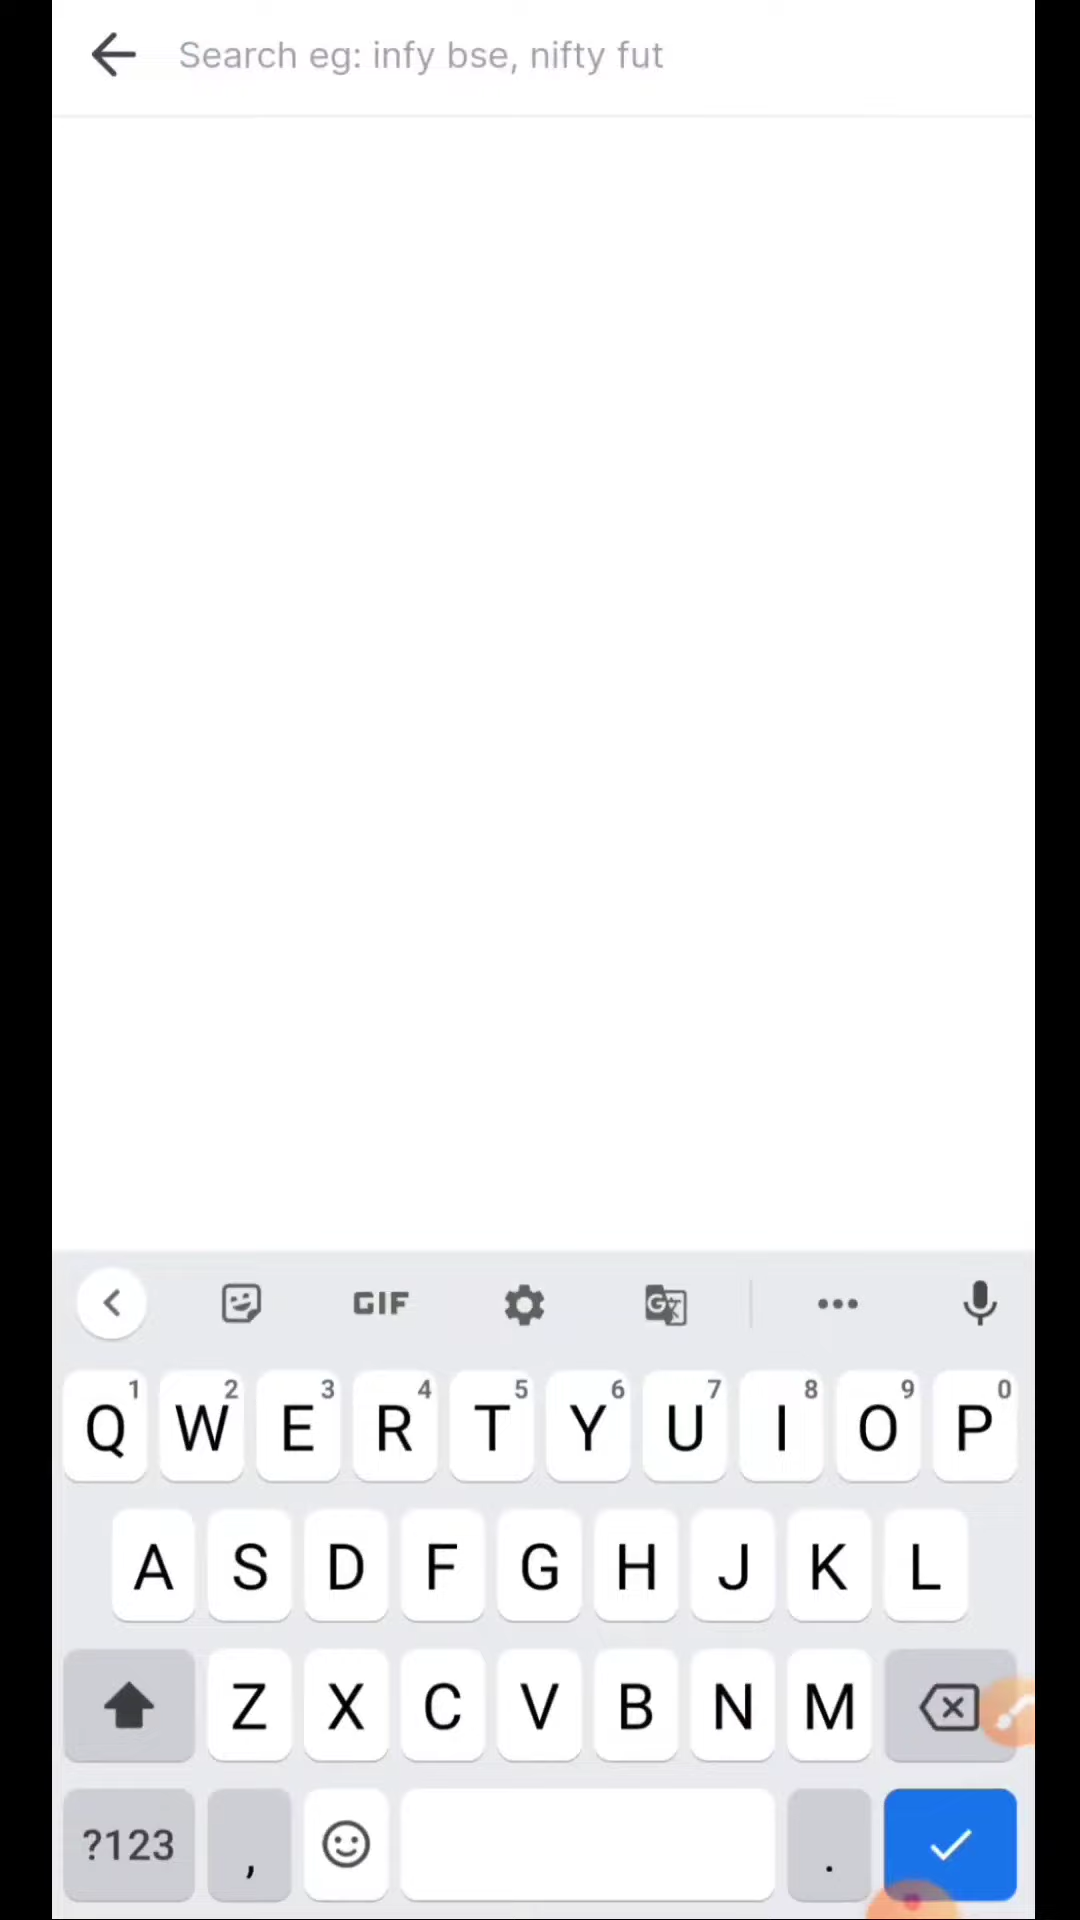 Search eg: infy bse, nifty fut
GIF
G
1 2 3 4 5 6 7 8 9 0
Q W E R T Y U I O P
A S D F G H J K L
Z X C V B N M
?123 , .